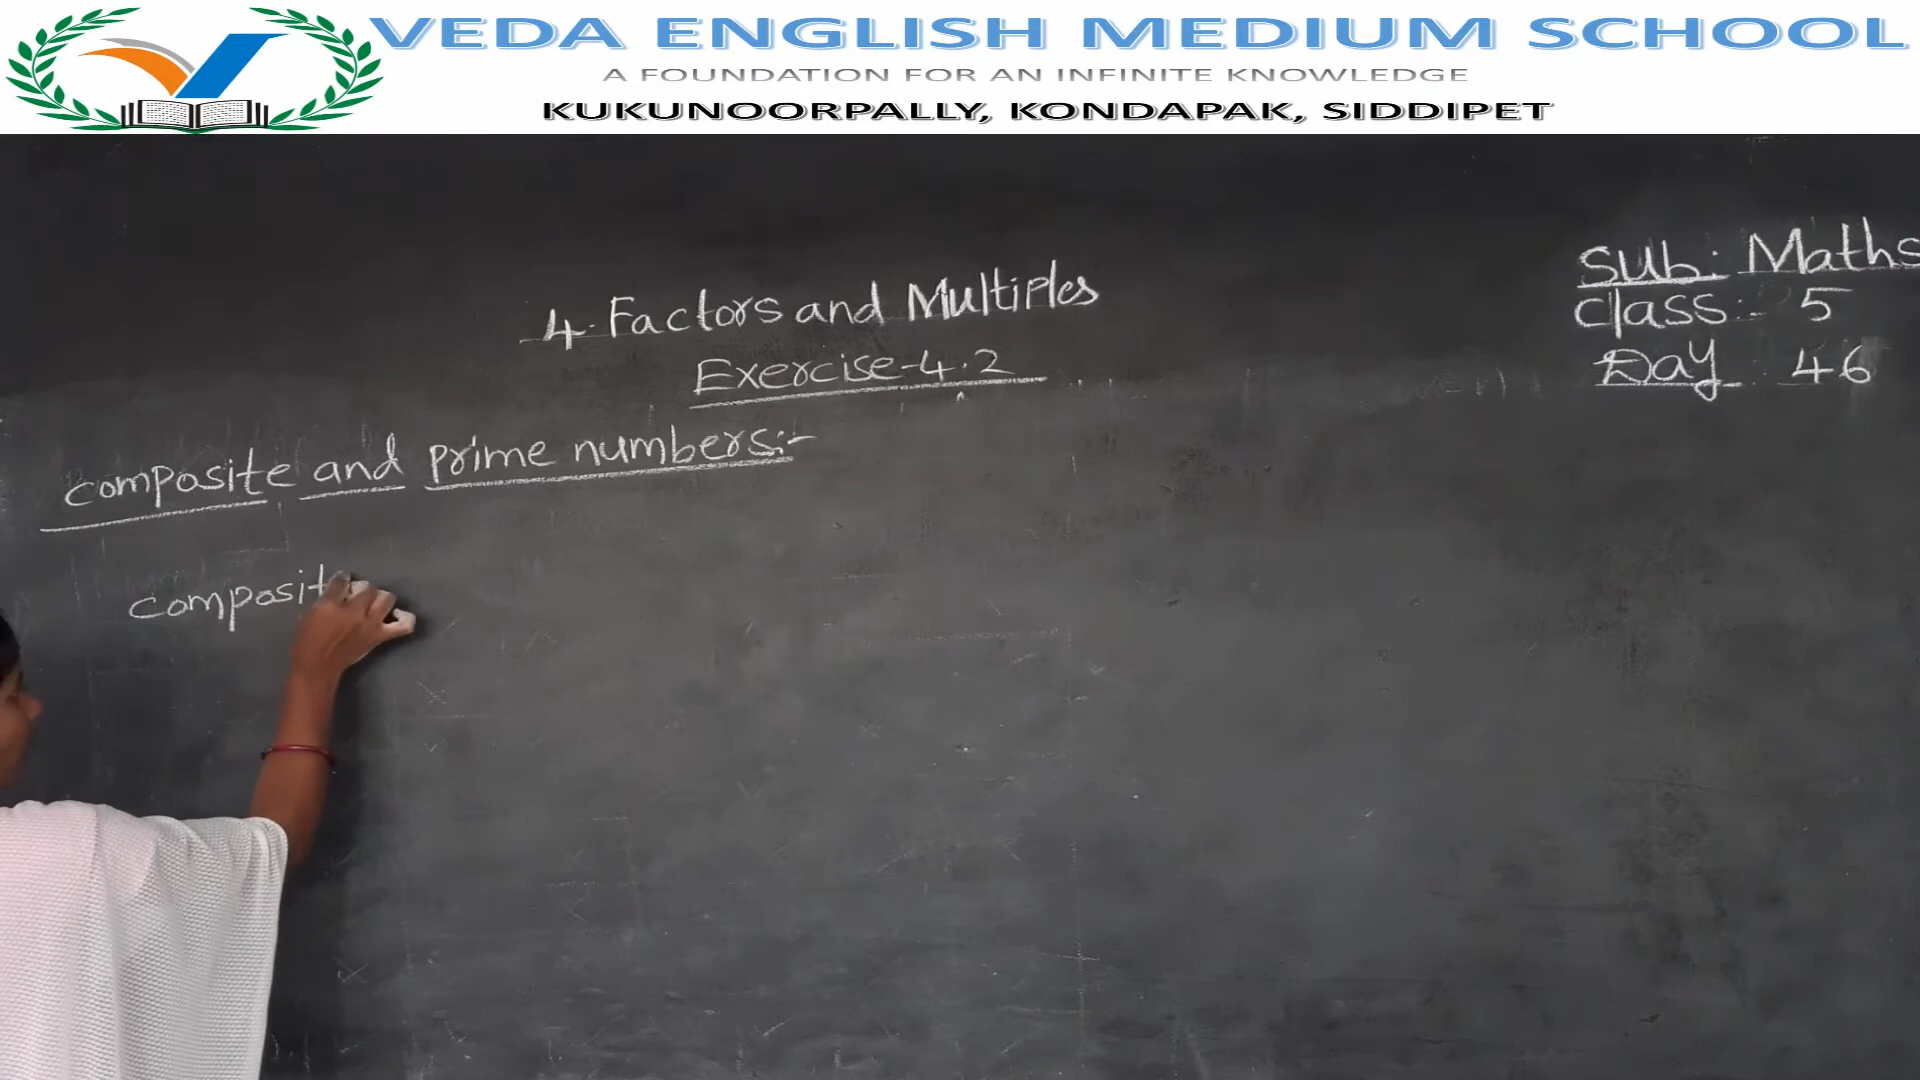 VEDA ENGLISH MEDIUM SCHOOL
A FOUNDATION FOR AN INFINITE KNOWLEDGE
KUKUNOORPALLY, KONDAPAK, SIDDIPET
Sub: Maths
Class:- 5
Day : 46
4. Factors and Multiples
Exercise-4.2
composite and prime numbers:-
composit